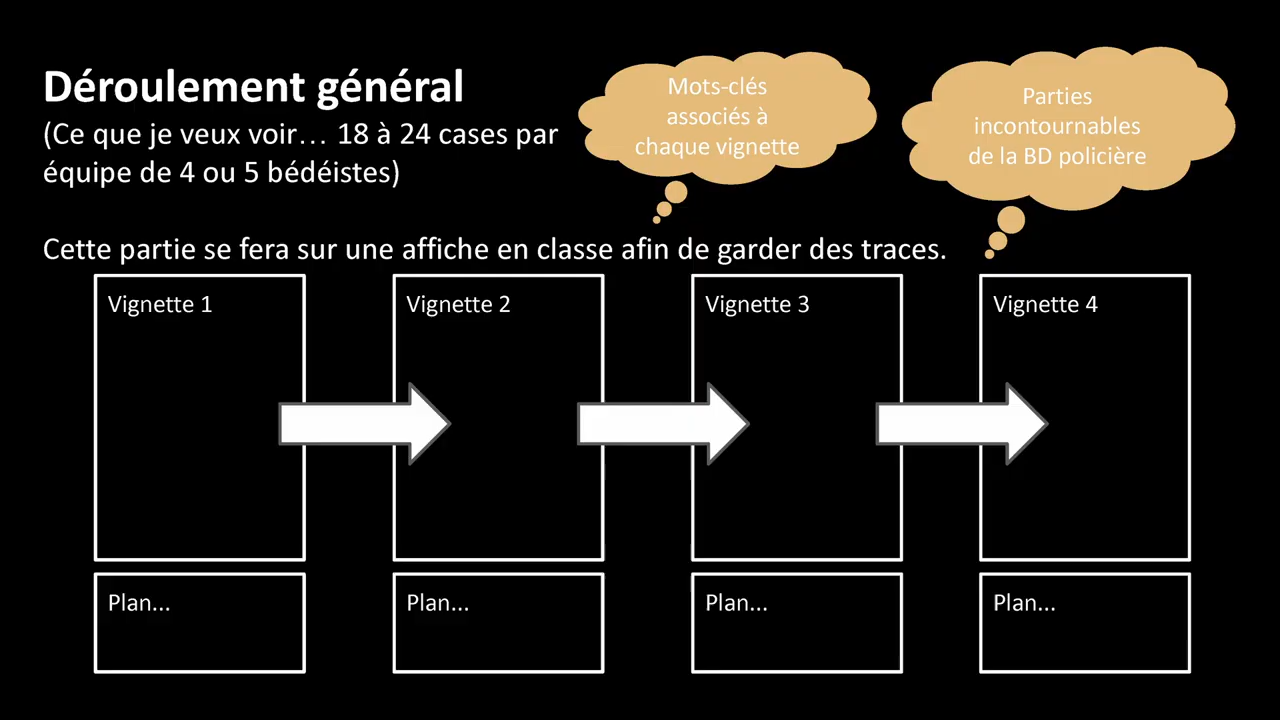 Déroulement général
(Ce que je veux voir… 18 à 24 cases par
équipe de 4 ou 5 bédéistes)
Mots-clés
associés à
chaque vignette
Parties
incontournables
de la BD policière
Cette partie se fera sur une affiche en classe afin de garder des traces.
Vignette 1
Vignette 2
Vignette 3
Vignette 4
Plan...
Plan...
Plan...
Plan...